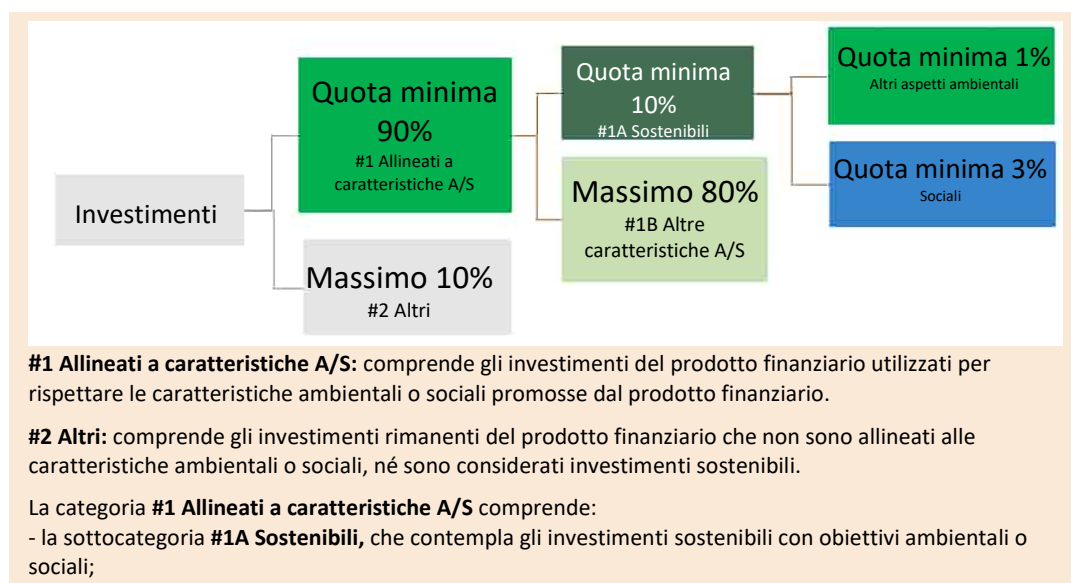 Investimenti
Quota minima
90%
#1 Allineati a
caratteristiche A/S
Massimo 10%
#2 Altri
Quota minima
10%
#1A Sostenibili
Massimo 80%
#1B Altre
caratteristiche A/S
Quota minima 1%
Altri aspetti ambientali
Quota minima 3%
Sociali
#1 Allineati a caratteristiche A/S: comprende gli investimenti del prodotto finanziario utilizzati per
rispettare le caratteristiche ambientali o sociali promosse dal prodotto finanziario.
#2 Altri: comprende gli investimenti rimanenti del prodotto finanziario che non sono allineati alle
caratteristiche ambientali o sociali, né sono considerati investimenti sostenibili.
La categoria #1 Allineati a caratteristiche A/S comprende:
- la sottocategoria #1A Sostenibili, che contempla gli investimenti sostenibili con obiettivi ambientali o
sociali;